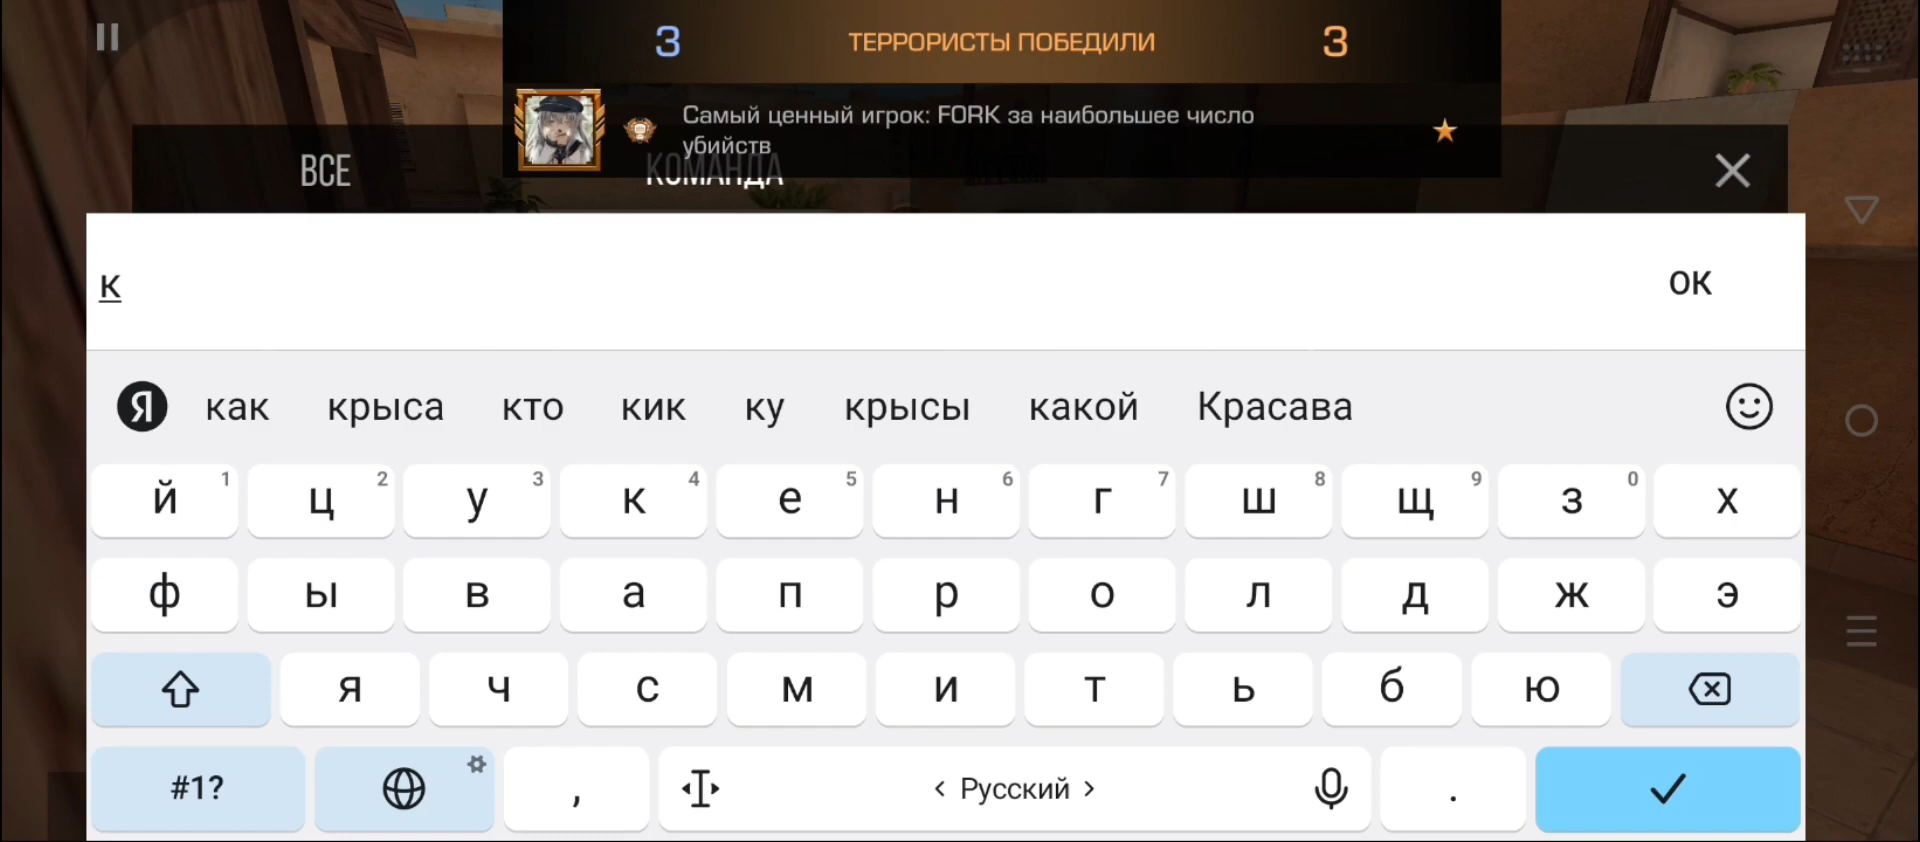 3 ТЕРРОРИСТЫ ПОБЕДИЛИ 3
Самый ценный игрок: FORK за наибольшее число
убийств
ВСЕ КОМАНДА
к ОК
Я как крыса кто кик ку крысы какой Красава
й 1 ц 2 у 3 к 4 е 5 н 6 г 7 ш 8 щ 9 з 0 х
ф ы в а п р о л д ж э
я ч с м и т ь б ю
#1? , < Русский > .